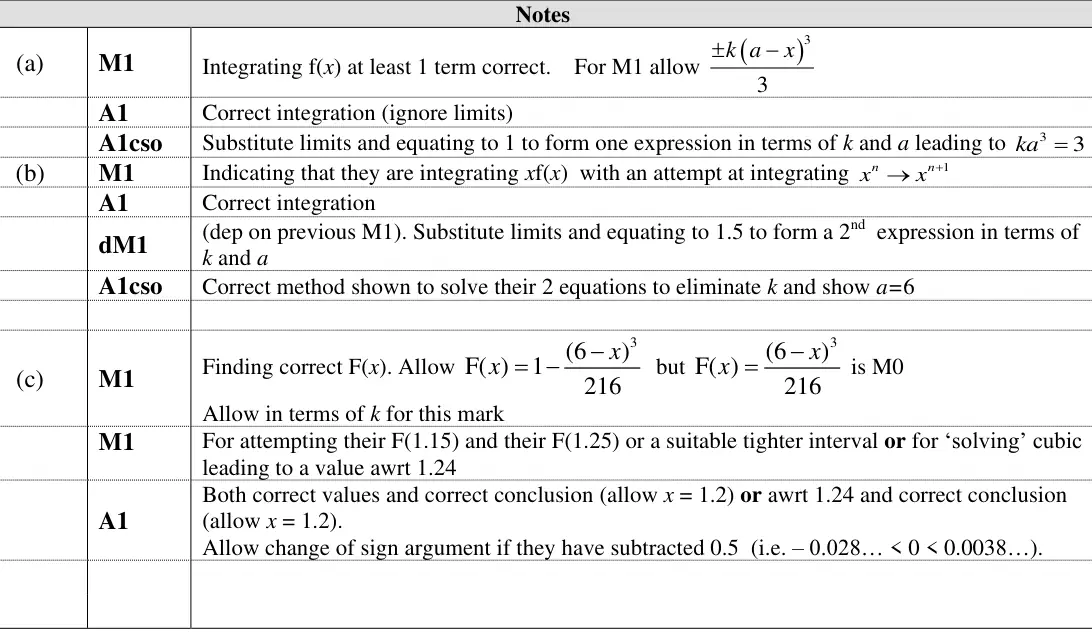 Notes
(a) M1 Integrating f(x) at least 1 term correct. For M1 allow ±k(a − x)³/3
A1 Correct integration (ignore limits)
A1cso Substitute limits and equating to 1 to form one expression in terms of k and a leading to ka³ = 3
(b) M1 Indicating that they are integrating xf(x) with an attempt at integrating xⁿ → xⁿ⁺¹
A1 Correct integration
dM1 (dep on previous M1). Substitute limits and equating to 1.5 to form a 2nd expression in terms of
k and a
A1cso Correct method shown to solve their 2 equations to eliminate k and show a=6
(c) M1 Finding correct F(x). Allow F(x) = 1 − (6 − x)³/216 but F(x) = (6 − x)³/216 is M0
Allow in terms of k for this mark
M1 For attempting their F(1.15) and their F(1.25) or a suitable tighter interval or for ‘solving’ cubic
leading to a value awrt 1.24
A1 Both correct values and correct conclusion (allow x = 1.2) or awrt 1.24 and correct conclusion
(allow x = 1.2).
Allow change of sign argument if they have subtracted 0.5 (i.e. – 0.028… < 0 < 0.0038…).